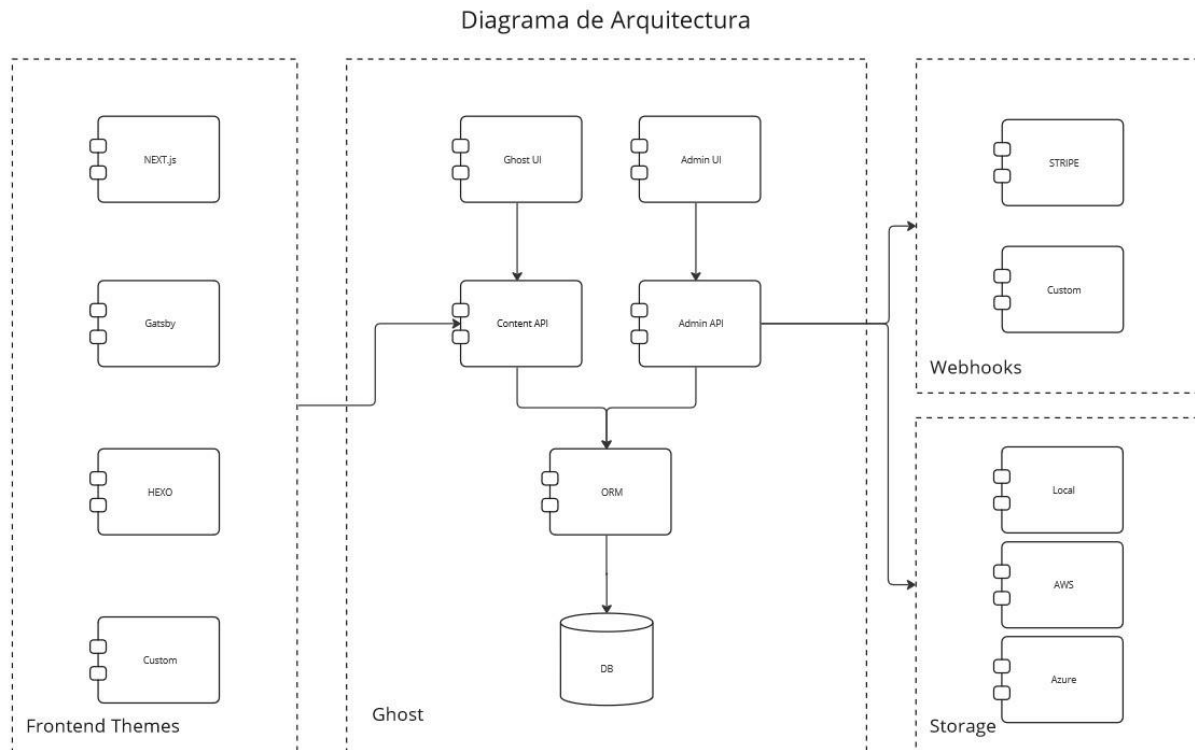 Diagrama de Arquitectura
NEXT.js
Gatsby
HEXO
Custom
Frontend Themes
Ghost UI
Admin UI
Content API
Admin API
ORM
DB
Ghost
STRIPE
Custom
Webhooks
Local
AWS
Azure
Storage